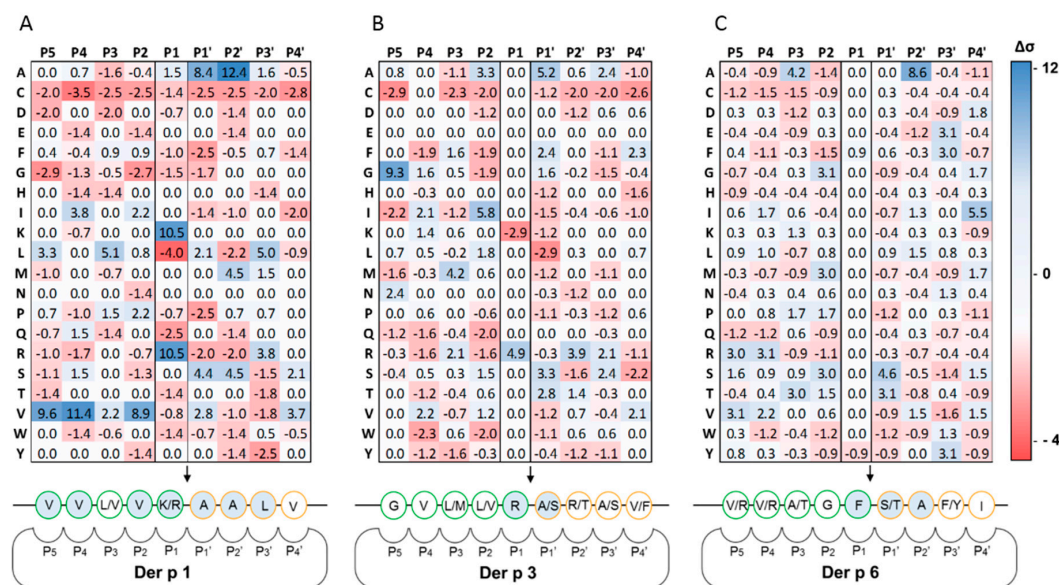 A
P5 P4 P3 P2 P1 P1' P2' P3' P4'
A 0.0 0.7 -1.6 -0.4 1.5 8.4 12.4 1.6 -0.5
C -2.0 -3.5 -2.5 -2.5 -1.4 -2.5 -2.5 -2.0 -2.8
D -2.0 0.0 -2.0 0.0 -0.7 0.0 -1.4 0.0 0.0
E 0.0 -1.4 0.0 -1.4 0.0 0.0 -1.4 0.0 0.0
F 0.4 -0.4 0.9 0.9 -1.0 -2.5 -0.5 0.7 -1.4
G -2.9 -1.3 -0.5 -2.7 -1.5 -1.7 0.0 0.0 0.0
H 0.0 -1.4 -1.4 0.0 0.0 0.0 0.0 -1.4 0.0
I 0.0 3.8 0.0 2.2 0.0 -1.4 -1.0 0.0 -2.0
K 0.0 -0.7 0.0 0.0 10.5 0.0 0.0 0.0 0.0
L 3.3 0.0 5.1 0.8 -4.0 2.1 -2.2 5.0 -0.9
M -1.0 0.0 -0.7 0.0 0.0 0.0 4.5 1.5 0.0
N 0.0 0.0 0.0 -1.4 0.0 0.0 0.0 0.0 0.0
P 0.7 -1.0 1.5 2.2 -0.7 -2.5 0.7 0.7 0.0
Q -0.7 1.5 -1.4 0.0 -2.5 0.0 -1.4 0.0 0.0
R -1.0 -1.7 0.0 -0.7 10.5 -2.0 -2.0 3.8 0.0
S -1.1 1.5 0.0 -1.3 0.0 4.4 4.5 -1.4 2.1
T -1.4 0.0 0.0 0.0 -1.4 0.0 0.0 -1.8 0.0
V 9.6 11.4 2.2 8.9 -0.8 2.8 -1.0 -1.8 3.7
W 0.0 -1.4 -0.6 0.0 -1.4 -0.7 -1.4 0.5 -0.5
Y 0.0 0.0 0.0 -1.4 0.0 0.0 -1.4 -2.5 0.0
V V L/V V K/R A A L V
P5 P4 P3 P2 P1 P1' P2' P3' P4'
Der p 1
B
P5 P4 P3 P2 P1 P1' P2' P3' P4'
A 0.8 0.0 -1.1 3.3 0.0 5.2 0.6 2.4 -1.0
C -2.9 0.0 -2.3 -2.0 0.0 -1.2 -2.0 -2.0 -2.6
D 0.0 0.0 0.0 -1.2 0.0 0.0 -1.2 0.6 0.6
E 0.0 0.0 0.0 0.0 0.0 0.0 0.0 0.0 0.0
F 0.0 -1.9 1.6 -1.9 0.0 2.4 0.0 -1.1 2.3
G 9.3 1.6 0.5 -1.9 0.0 1.6 -0.2 -1.5 -0.4
H 0.0 -0.3 0.0 0.0 0.0 -1.2 0.0 0.0 -1.6
I -2.2 2.1 -1.2 5.8 0.0 -1.5 -0.4 -0.6 -1.0
K 0.0 1.4 0.6 0.0 -2.9 -1.2 0.0 0.0 0.0
L 0.7 0.5 -0.2 1.8 0.0 -2.9 0.3 0.0 0.7
M -1.6 -0.3 4.2 0.6 0.0 -1.2 0.0 -1.1 0.0
N 2.4 0.0 0.0 0.0 0.0 -0.3 -1.2 0.0 0.0
P 0.0 0.0 0.0 0.0 0.0 -1.1 -0.3 -1.2 0.6
Q -1.2 -1.6 -0.4 -2.0 0.0 0.0 0.0 0.0 0.0
R -0.3 -1.6 2.1 -1.6 4.9 -0.3 3.9 2.1 -1.1
S -0.4 0.5 0.3 0.5 0.0 3.3 -1.6 2.4 -2.2
T 0.0 -1.2 -0.4 0.0 0.0 2.8 1.4 -0.3 0.0
V 0.0 2.2 -0.7 1.2 0.0 -1.2 0.7 -0.4 2.1
W 0.0 -2.3 0.6 -2.0 0.0 -1.1 0.6 -0.6 0.0
Y 0.0 -1.2 -1.6 -0.3 0.0 -0.4 -1.2 -1.1 0.0
G V L/M L/V R A/S R/T A/S V/F
P5 P4 P3 P2 P1 P1' P2' P3' P4'
Der p 3
C
P5 P4 P3 P2 P1 P1' P2' P3' P4'
A -0.4 -0.9 4.2 -1.4 0.0 0.0 8.6 -0.4 -1.1
C -1.2 -1.5 -1.5 -0.9 0.0 0.3 -0.4 -0.4 -0.4
D 0.3 0.3 -1.2 0.3 0.0 0.3 -0.4 -0.9 1.8
E -0.4 -0.4 -0.9 0.3 0.0 -0.4 -1.2 3.1 -0.4
F 0.4 -1.1 -0.3 -1.5 0.9 -0.4 0.6 3.0 -0.7
G -0.7 -0.4 0.3 3.1 0.0 -0.9 -0.4 -0.4 1.7
H -0.9 -0.4 -0.4 -0.4 0.0 -0.4 0.3 -0.4 0.3
I 0.6 1.7 0.6 -0.4 0.0 -0.7 1.3 0.0 5.5
K 0.3 0.3 1.3 0.3 0.0 -0.4 0.3 0.3 -0.9
L 0.9 1.0 -0.7 0.8 0.0 -0.9 1.5 0.8 0.3
M -0.3 -0.7 -0.9 3.0 0.0 -0.7 -0.4 -0.9 1.7
N -0.4 0.3 0.4 0.6 0.0 0.3 -0.4 1.3 0.4
P 0.0 0.8 1.7 1.7 0.0 -1.2 0.0 0.3 -1.1
Q -1.2 -1.2 0.6 -0.9 0.0 -0.4 0.3 -0.7 -0.4
R 3.0 3.1 -0.9 -1.1 0.0 0.4 -0.9 -0.4 -0.9
S 1.6 0.9 -0.9 3.0 0.0 4.6 -0.5 -1.4 1.5
T -0.4 0.4 3.0 1.5 0.0 3.1 0.8 -0.4 -0.9
V 3.1 2.2 0.0 -0.6 0.0 -0.4 1.5 -1.6 1.5
W 0.3 -1.2 -0.4 -1.2 0.0 -0.4 -0.9 1.3 -0.9
Y 0.8 0.3 -0.4 -0.9 -0.9 -0.4 0.0 3.1 -0.9
V/R V/R A/T G F S/T A F/Y I
P5 P4 P3 P2 P1 P1' P2' P3' P4'
Der p 6
Δσ
12
0
-4